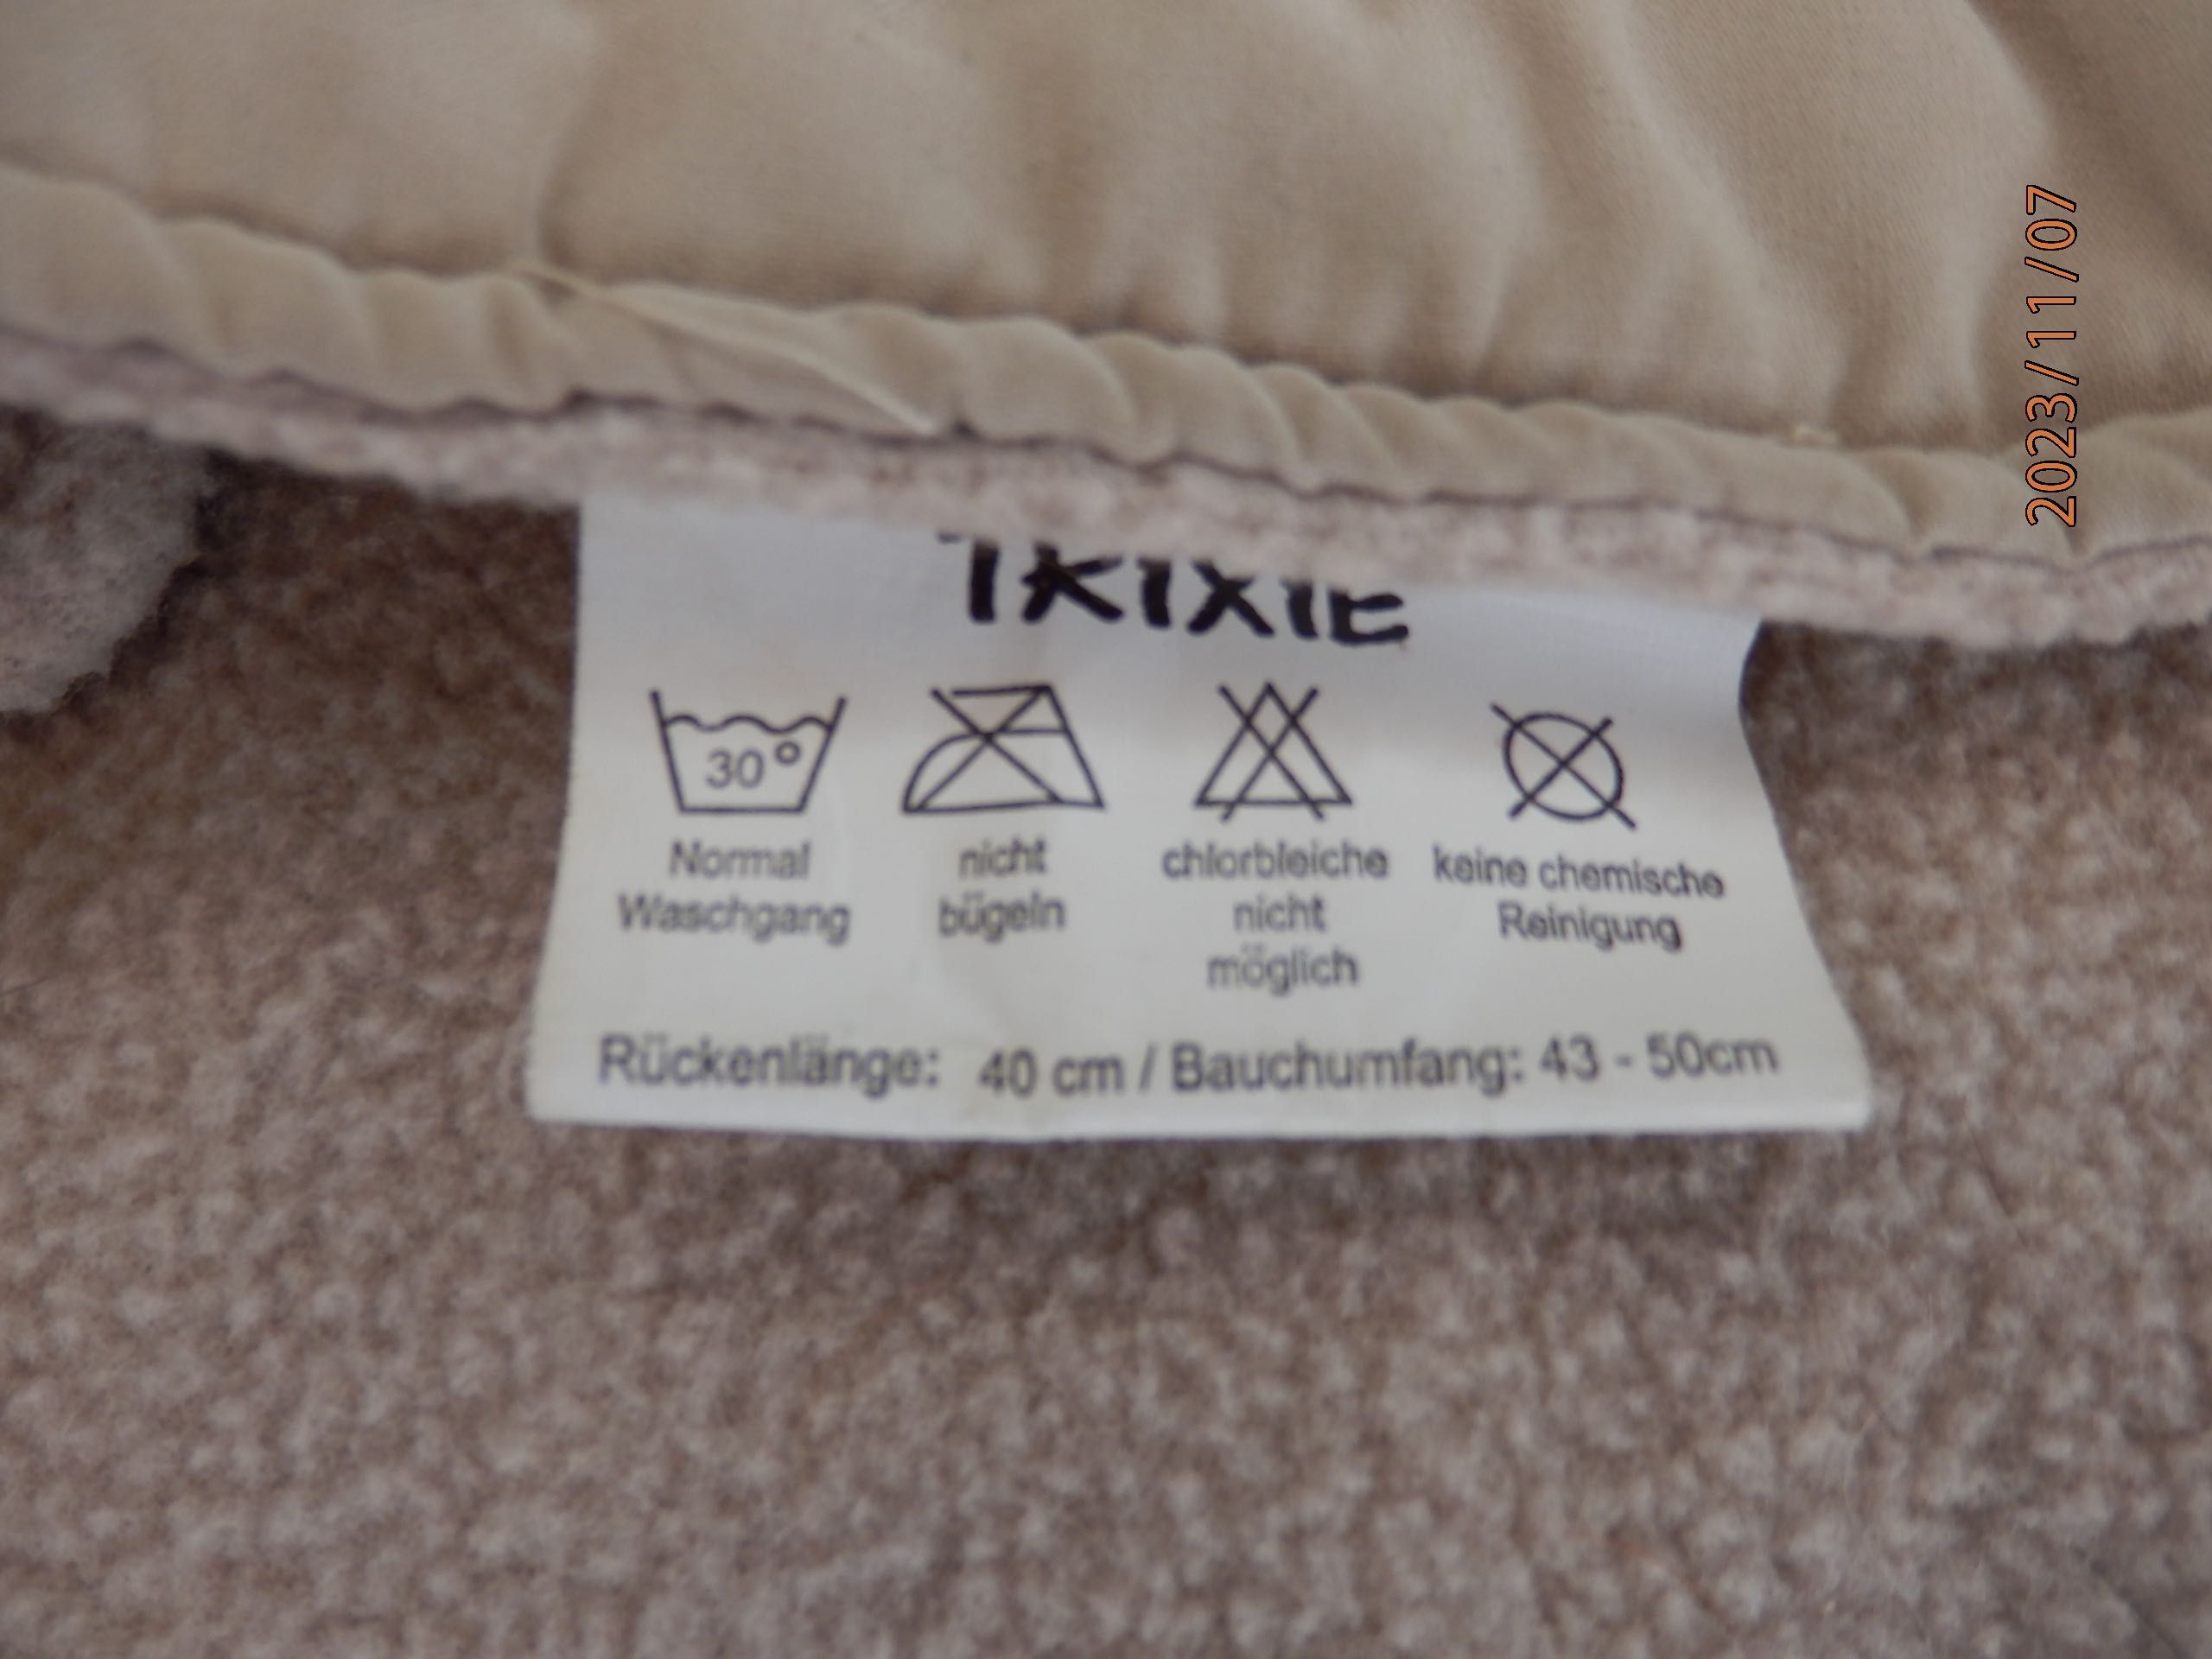 TRIXIE
30°
Normal
Waschgang
nicht
bügeln
chlorbleiche
nicht
möglich
keine chemische
Reinigung
Rückenlänge: 40 cm / Bauchumfang: 43 - 50cm
2023/11/07